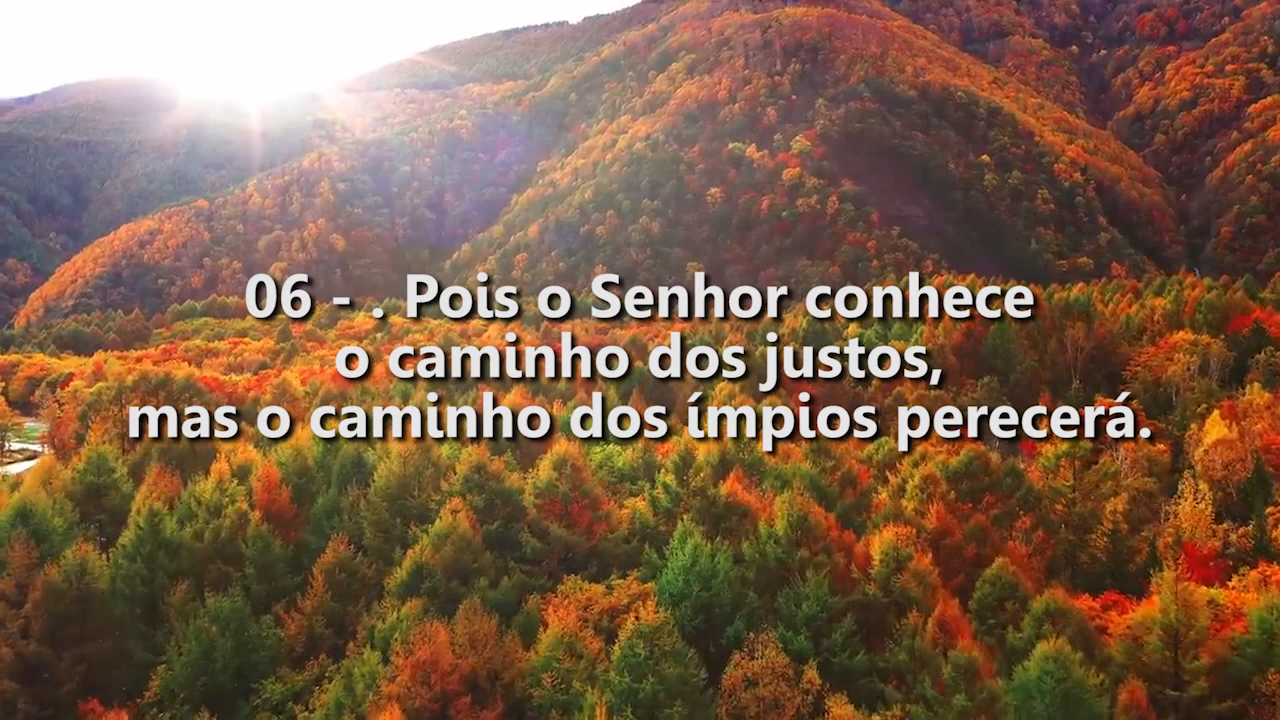 06 - . Pois o Senhor conhece
o caminho dos justos,
mas o caminho dos ímpios perecerá.